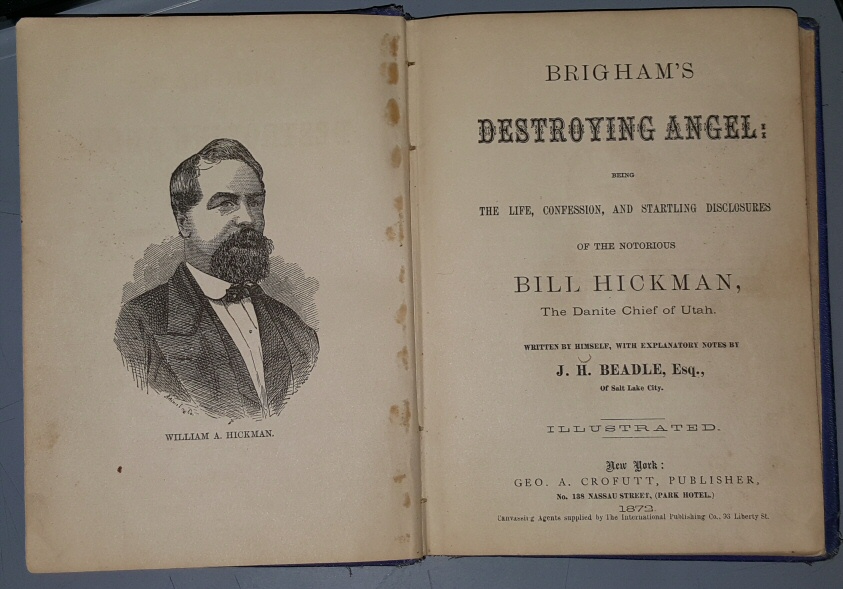 WILLIAM A. HICKMAN.
BRIGHAM'S
DESTROYING ANGEL:
BEING
THE LIFE, CONFESSION, AND STARTLING DISCLOSURES
OF THE NOTORIOUS
BILL HICKMAN,
The Danite Chief of Utah.
WRITTEN BY HIMSELF, WITH EXPLANATORY NOTES BY
J. H. BEADLE, Esq.,
Of Salt Lake City.
ILLUSTRATED.
New York:
GEO. A. CROFUTT, PUBLISHER,
No. 138 NASSAU STREET, (PARK HOTEL.)
1872.
Canvassing Agents supplied by The International Publishing Co., 93 Liberty St.